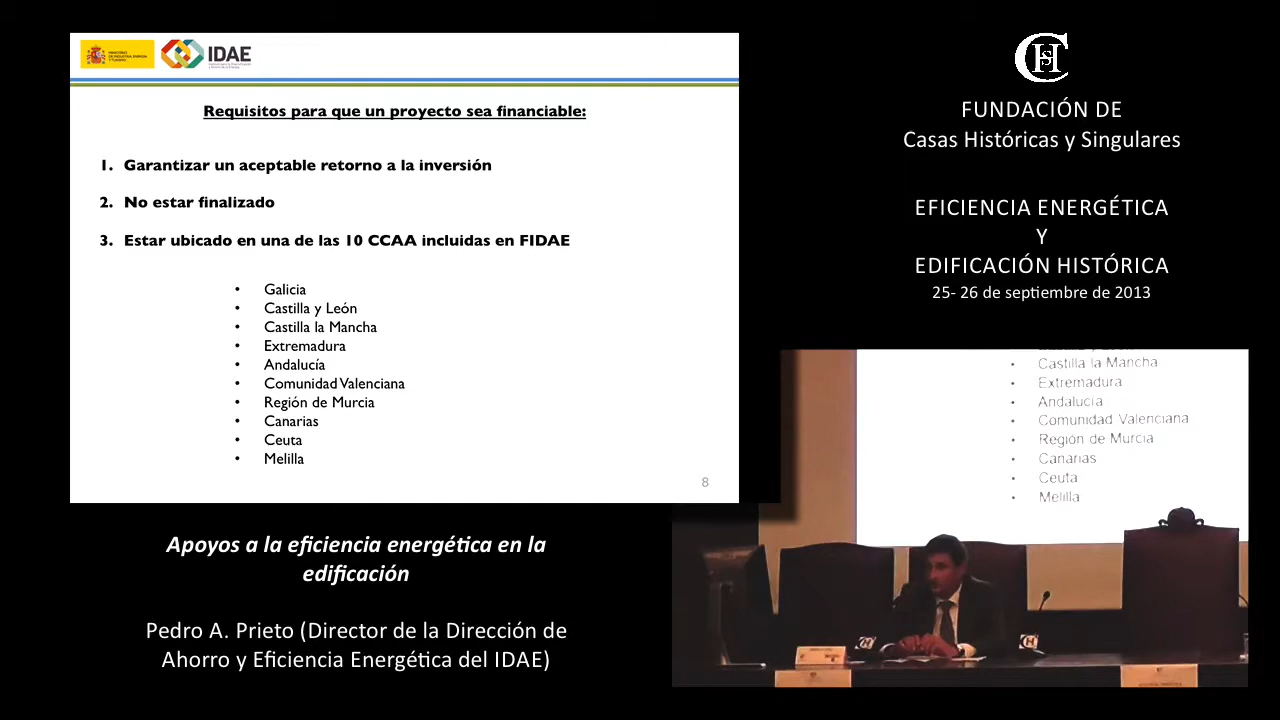 IDAE
Requisitos para que un proyecto sea financiable:
1. Garantizar un aceptable retorno a la inversión
2. No estar finalizado
3. Estar ubicado en una de las 10 CCAA incluidas en FIDAE
• Galicia
• Castilla y León
• Castilla la Mancha
• Extremadura
• Andalucía
• Comunidad Valenciana
• Región de Murcia
• Canarias
• Ceuta
• Melilla
8
Apoyos a la eficiencia energética en la
edificación
Pedro A. Prieto (Director de la Dirección de
Ahorro y Eficiencia Energética del IDAE)
FUNDACIÓN DE
Casas Históricas y Singulares
EFICIENCIA ENERGÉTICA
Y
EDIFICACIÓN HISTÓRICA
25- 26 de septiembre de 2013
• Castilla la Mancha
• Extremadura
• Andalucía
• Comunidad Valenciana
• Región de Murcia
• Canarias
• Ceuta
• Melilla